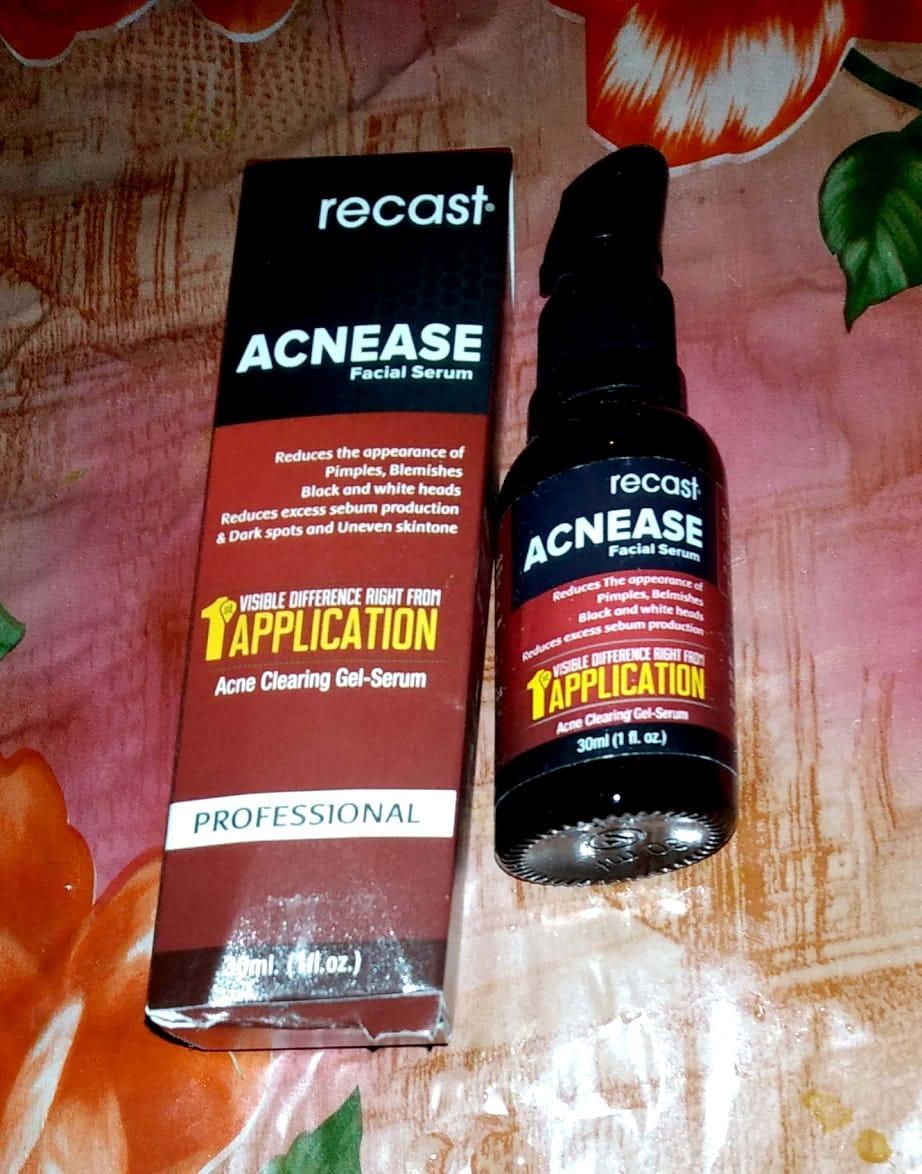 recast®
ACNEASE
Facial Serum
Reduces the appearance of
Pimples, Blemishes
Black and white heads
Reduces excess sebum production
& Dark spots and Uneven skintone
VISIBLE DIFFERENCE RIGHT FROM
1st APPLICATION
Acne Clearing Gel-Serum
PROFESSIONAL
30ml. (1fl.oz.)
recast
ACNEASE
Facial Serum
Reduces The appearance of
Pimples, Belmishes
Black and white heads
Reduces excess sebum production
VISIBLE DIFFERENCE RIGHT FROM
1st APPLICATION
Acne Clearing Gel-Serum
30ml (1 fl. oz.)